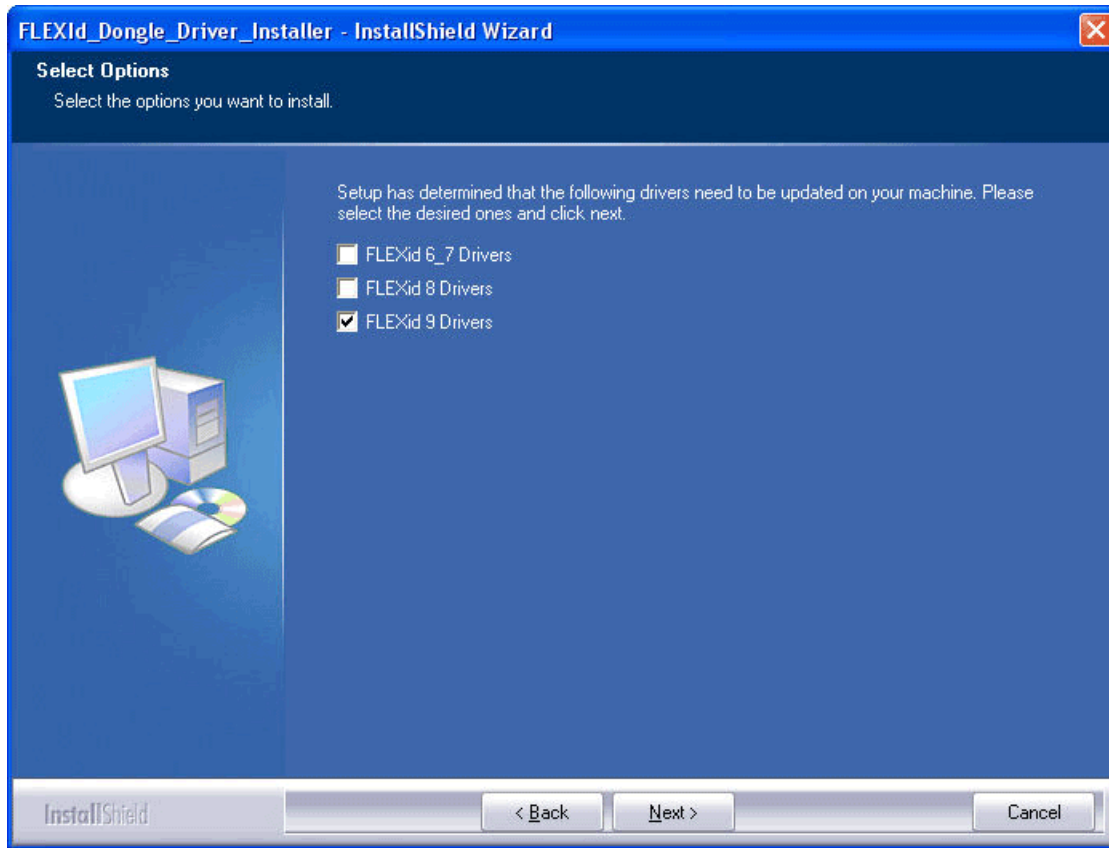 FLEXId_Dongle_Driver_Installer - InstallShield Wizard
Select Options
Select the options you want to install.
Setup has determined that the following drivers need to be updated on your machine. Please
select the desired ones and click next.
FLEXid 6_7 Drivers
FLEXid 8 Drivers
FLEXid 9 Drivers
InstallShield
< Back
Next >
Cancel